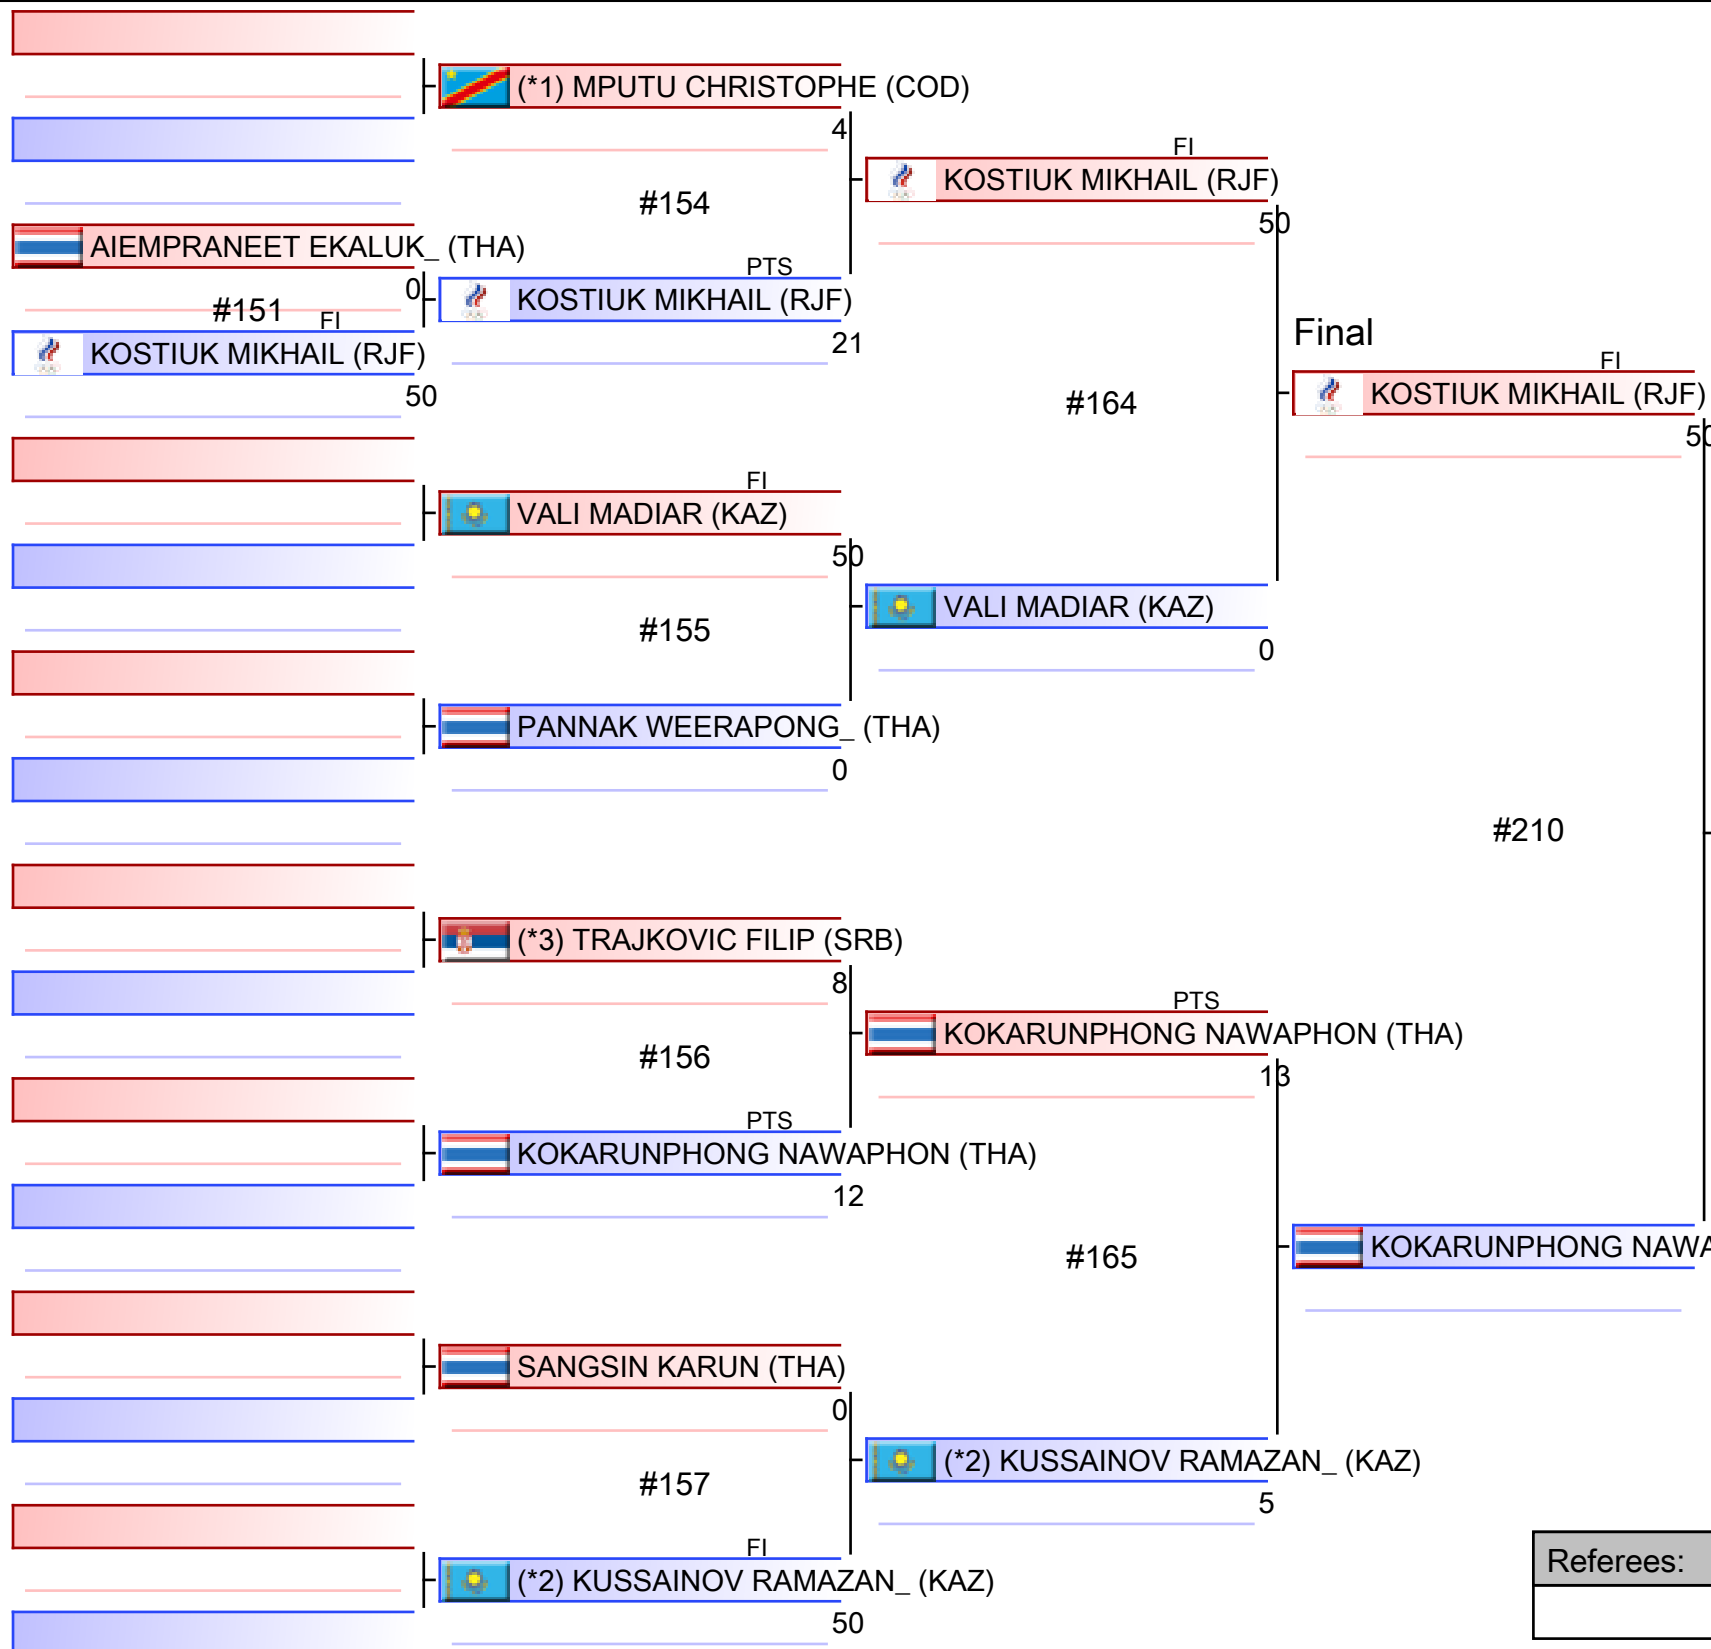 (*1) MPUTU CHRISTOPHE (COD)
4
FI
KOSTIUK MIKHAIL (RJF)
#154
50
AIEMPRANEET EKALUK_ (THA)
0
PTS
KOSTIUK MIKHAIL (RJF)
#151
FI
KOSTIUK MIKHAIL (RJF)
21
50
Final
FI
KOSTIUK MIKHAIL (RJF)
50
#164
FI
VALI MADIAR (KAZ)
50
VALI MADIAR (KAZ)
#155
0
PANNAK WEERAPONG_ (THA)
0
#210
(*3) TRAJKOVIC FILIP (SRB)
8
PTS
KOKARUNPHONG NAWAPHON (THA)
#156
13
PTS
KOKARUNPHONG NAWAPHON (THA)
12
#165
KOKARUNPHONG NAWA
SANGSIN KARUN (THA)
0
(*2) KUSSAINOV RAMAZAN_ (KAZ)
#157
5
FI
(*2) KUSSAINOV RAMAZAN_ (KAZ)
50
Referees: